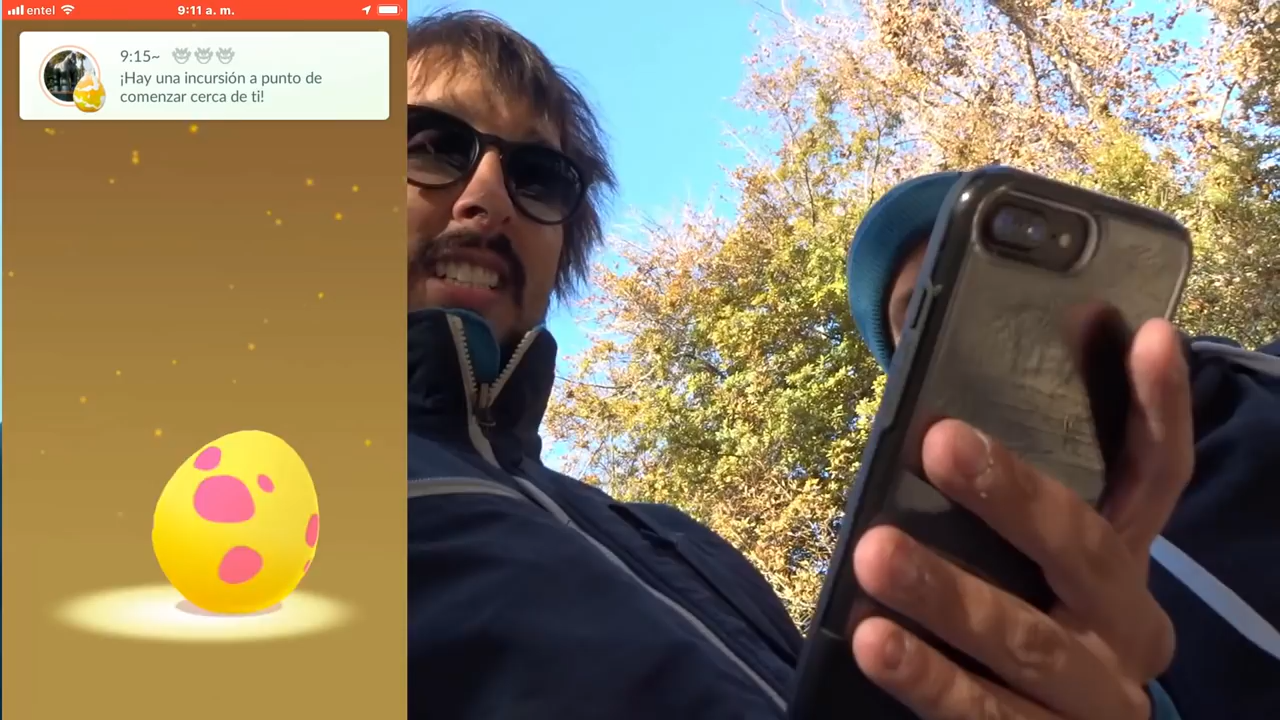 entel
9:11 a. m.
9:15~
¡Hay una incursión a punto de
comenzar cerca de ti!